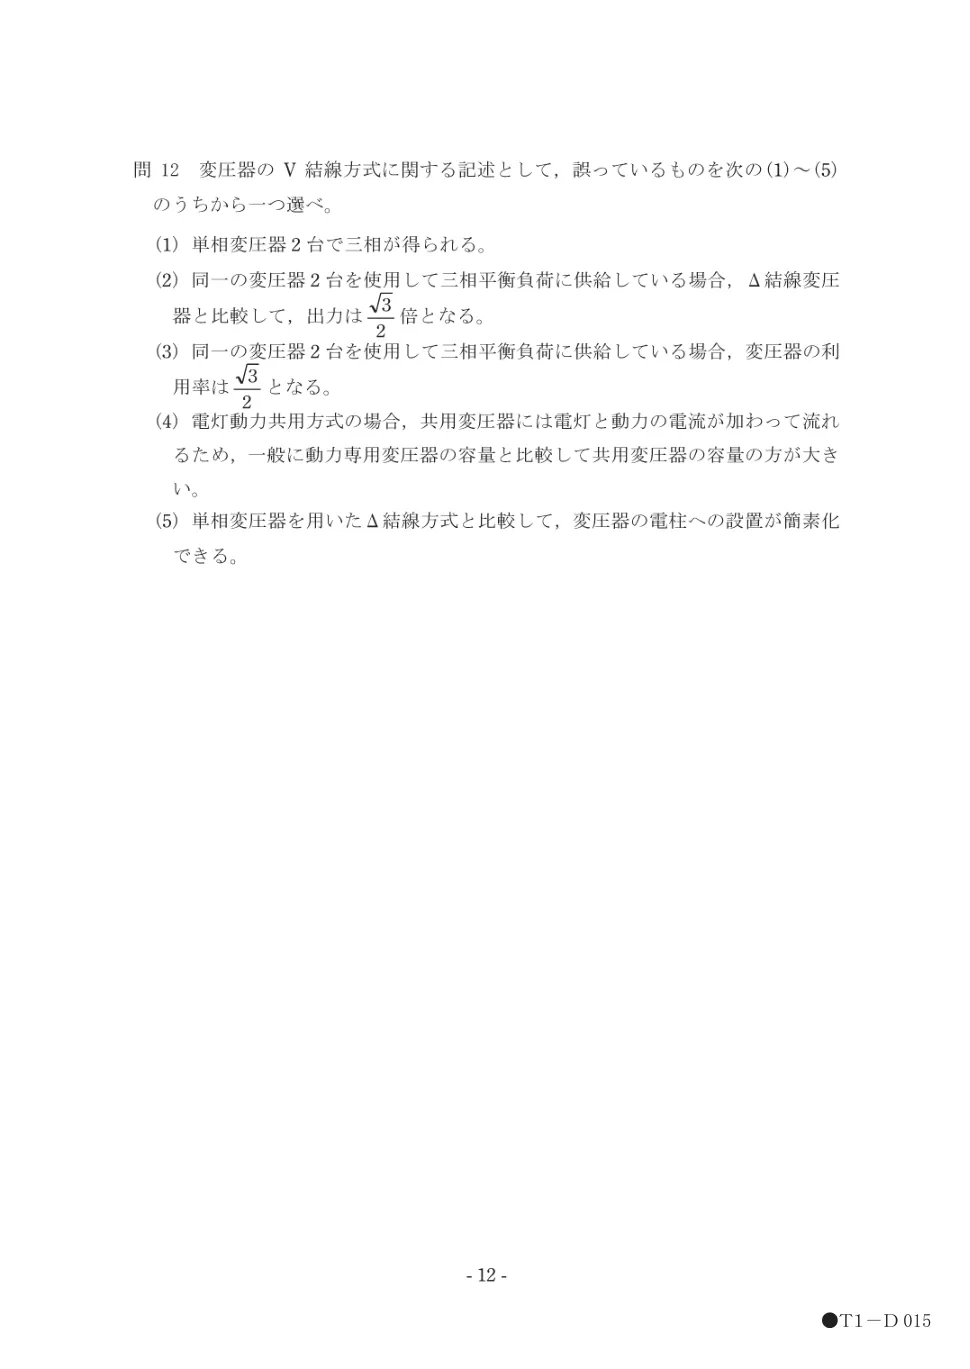 問 12　変圧器の V 結線方式に関する記述として，誤っているものを次の(1)～(5)
のうちから一つ選べ。
(1) 単相変圧器 2 台で三相が得られる。
(2) 同一の変圧器 2 台を使用して三相平衡負荷に供給している場合，Δ 結線変圧
器と比較して，出力は √3/2 倍となる。
(3) 同一の変圧器 2 台を使用して三相平衡負荷に供給している場合，変圧器の利
用率は √3/2 となる。
(4) 電灯動力共用方式の場合，共用変圧器には電灯と動力の電流が加わって流れ
るため，一般に動力専用変圧器の容量と比較して共用変圧器の容量の方が大き
い。
(5) 単相変圧器を用いた Δ 結線方式と比較して，変圧器の電柱への設置が簡素化
できる。
- 12 -
●T1－D 015